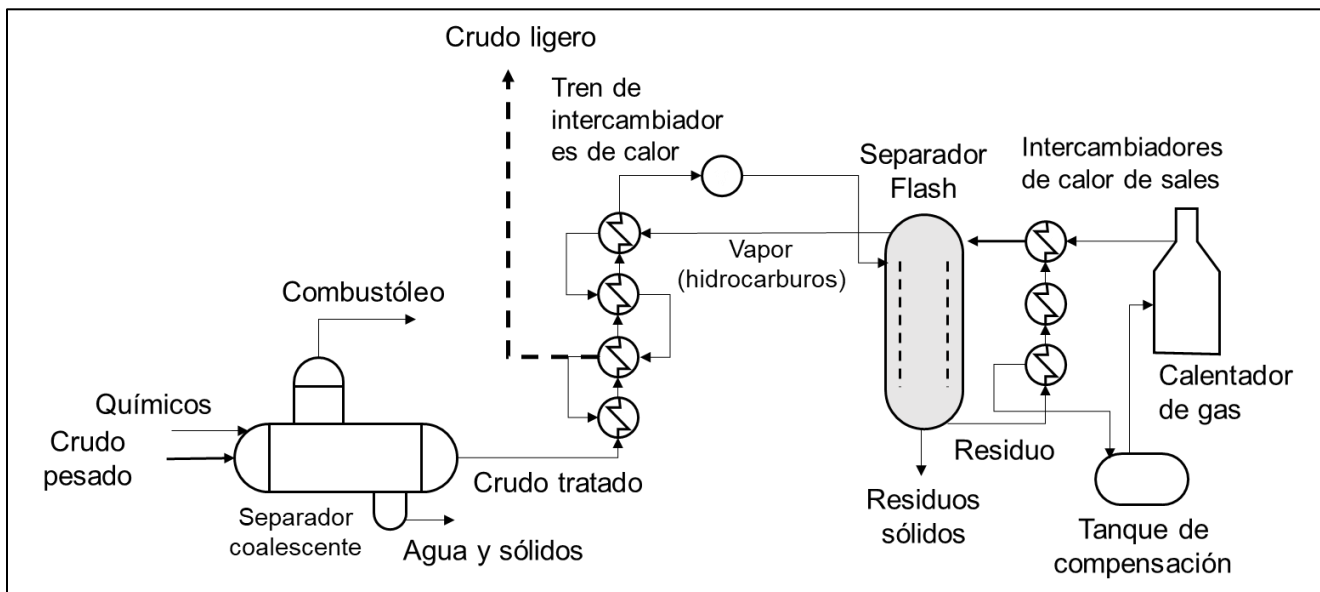 Crudo ligero
Tren de
intercambiador
es de calor
Separador
Flash
Intercambiadores
de calor de sales
Vapor
(hidrocarburos)
Combustóleo
Químicos
Crudo
pesado
Calentador
de gas
Crudo tratado
Residuo
Separador
coalescente
Agua y sólidos
Residuos
sólidos
Tanque de
compensación